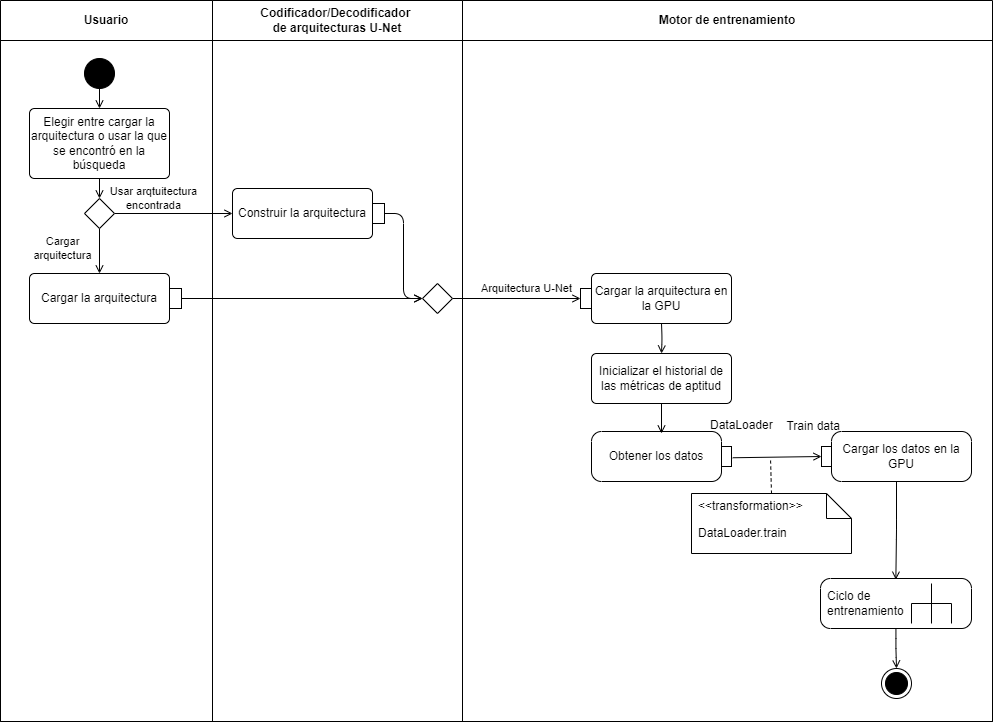 Usuario
Codificador/Decodificador
de arquitecturas U-Net
Motor de entrenamiento
Elegir entre cargar la
arquitectura o usar la que
se encontró en la
búsqueda
Usar arqtuitectura
encontrada
Construir la arquitectura
Cargar
arquitectura
Cargar la arquitectura
Arquitectura U-Net
Cargar la arquitectura en
la GPU
Inicializar el historial de
las métricas de aptitud
DataLoader
Train data
Obtener los datos
Cargar los datos en la
GPU
<<transformation>>
DataLoader.train
Ciclo de
entrenamiento